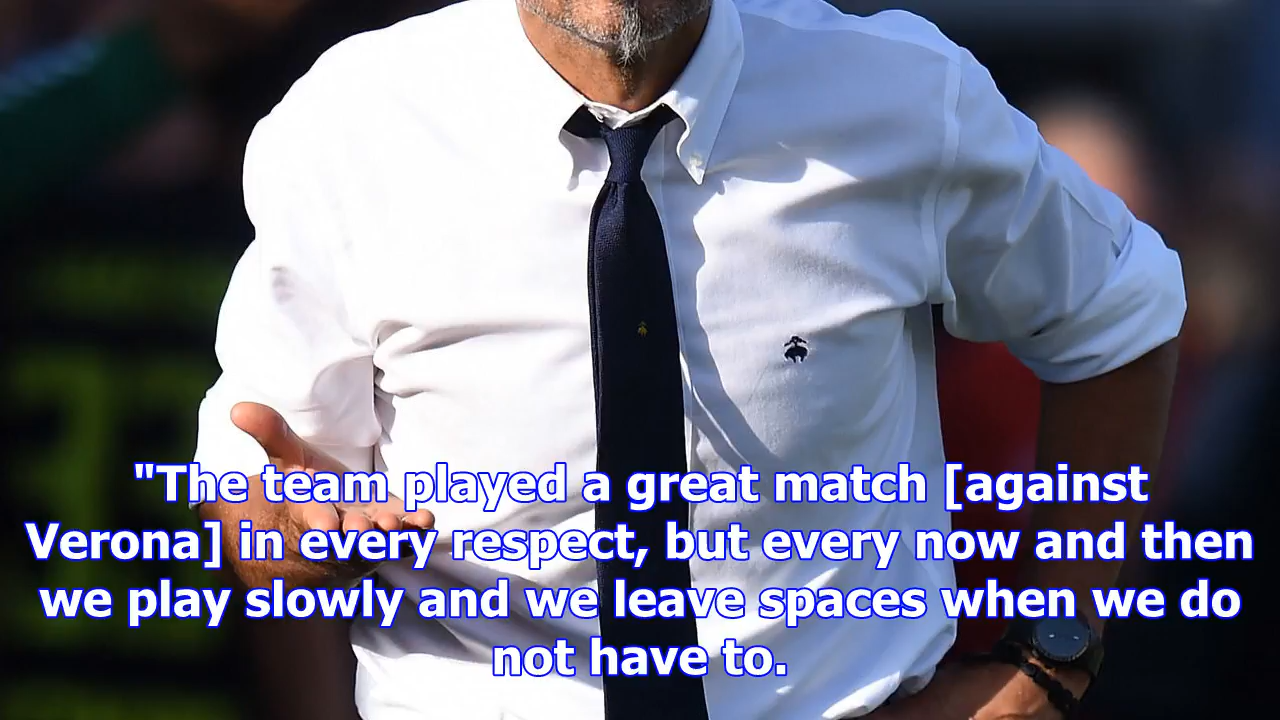 "The team played a great match [against
Verona] in every respect, but every now and then
we play slowly and we leave spaces when we do
not have to.